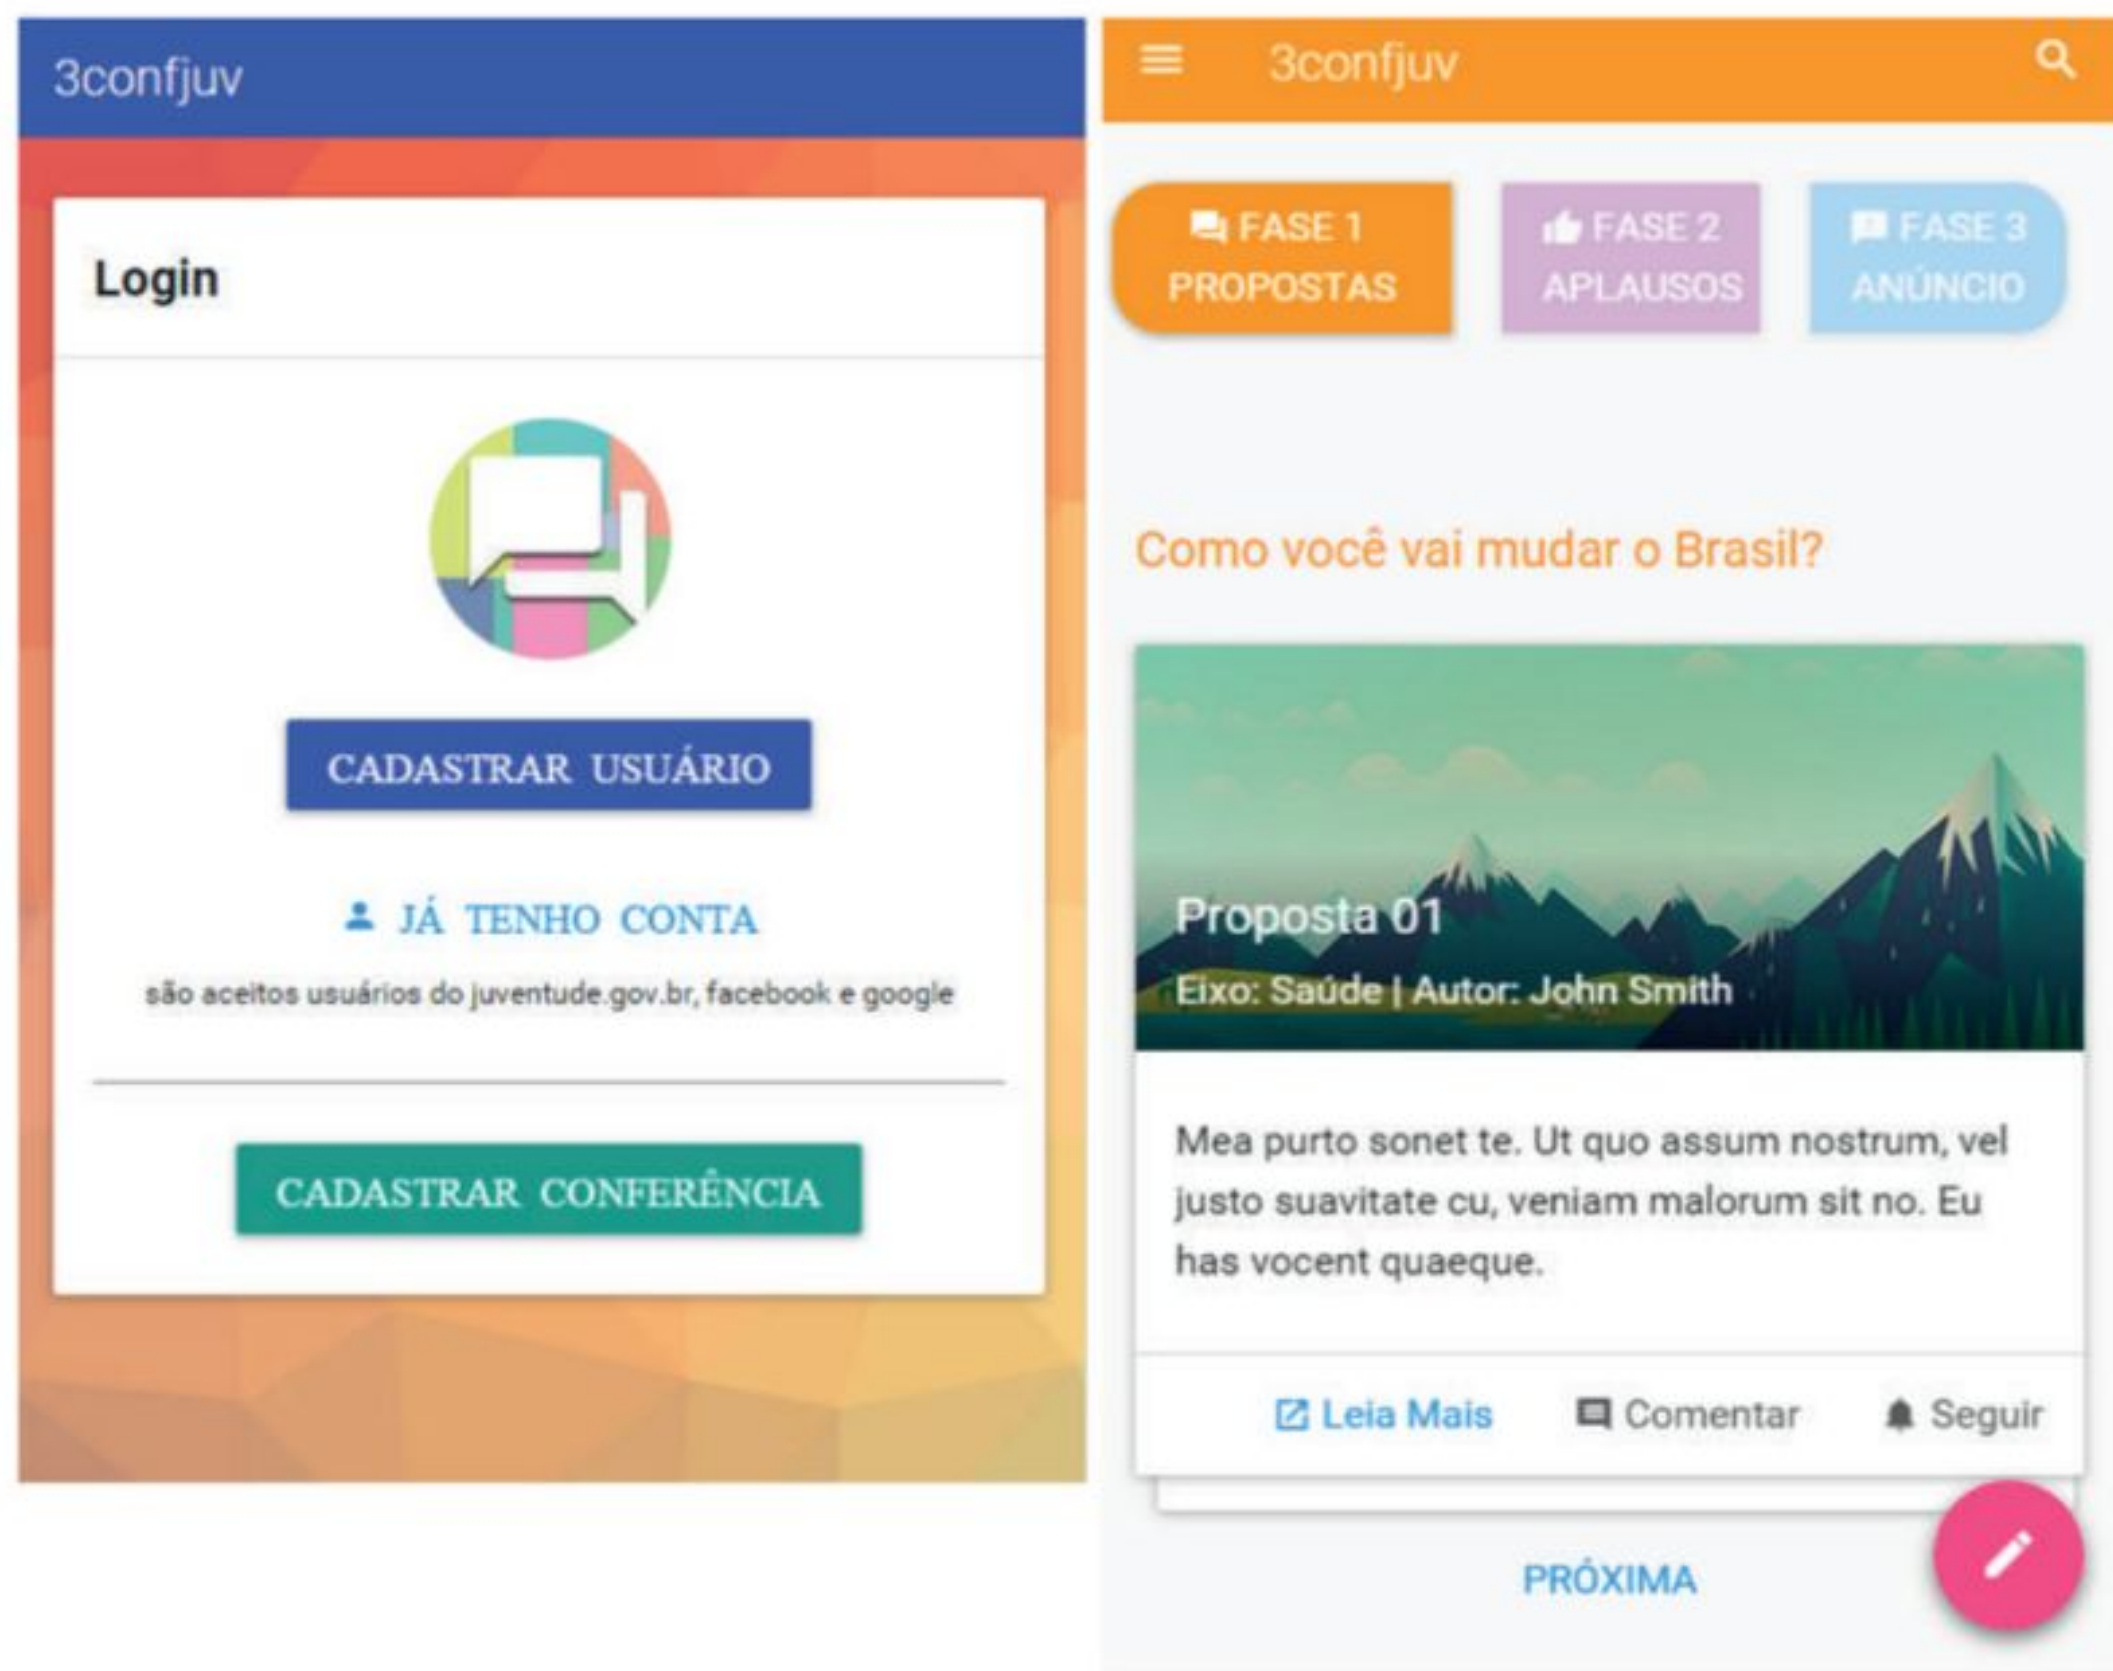 3confjuv
Login
CADASTRAR USUÁRIO
JÁ TENHO CONTA
são aceitos usuários do juventude.gov.br, facebook e google
CADASTRAR CONFERÊNCIA
3confjuv
FASE 1
PROPOSTAS
FASE 2
APLAUSOS
FASE 3
ANÚNCIO
Como você vai mudar o Brasil?
Proposta 01
Eixo: Saúde | Autor: John Smith
Mea purto sonet te. Ut quo assum nostrum, vel
justo suavitate cu, veniam malorum sit no. Eu
has vocent quaeque.
Leia Mais Comentar Seguir
PRÓXIMA